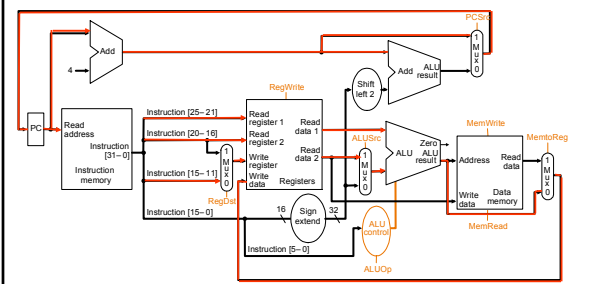 PCSrc
1
M
u
x
0
Add
4
Add
ALU
result
Shift
left 2
RegWrite
PC
Read
address
Instruction
[31–0]
Instruction
memory
Instruction [25–21]
Instruction [20–16]
Instruction [15–11]
Instruction [15–0]
1
M
u
x
0
RegDst
Read
register 1
Read
register 2
Write
register
Write
data
Read
data 1
Read
data 2
Registers
ALUSrc
1
M
u
x
0
ALU
Zero
ALU
result
MemWrite
Address
Read
data
Write
data
Data
memory
MemRead
MemtoReg
1
M
u
x
0
16
Sign
extend
32
ALU
control
Instruction [5–0]
ALUOp